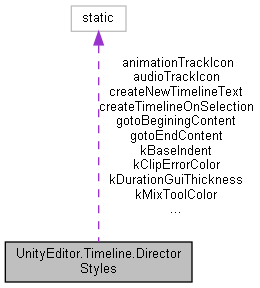 static
animationTrackIcon
audioTrackIcon
createNewTimelineText
createTimelineOnSelection
gotoBeginingContent
gotoEndContent
kBaseIndent
kClipErrorColor
kDurationGuiThickness
kMixToolColor
...
UnityEditor.Timeline.Director
Styles